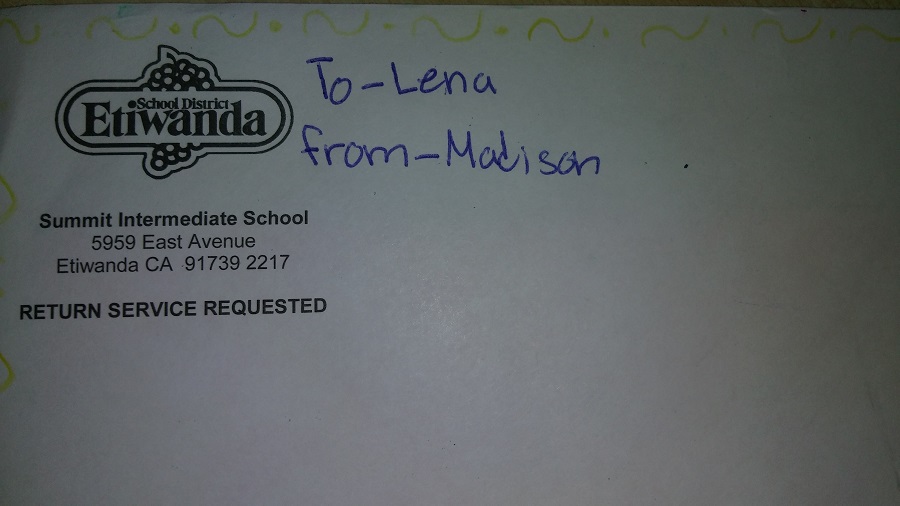 School District
Etiwanda
To-Lena
from-Madison
Summit Intermediate School
5959 East Avenue
Etiwanda CA 91739 2217
RETURN SERVICE REQUESTED